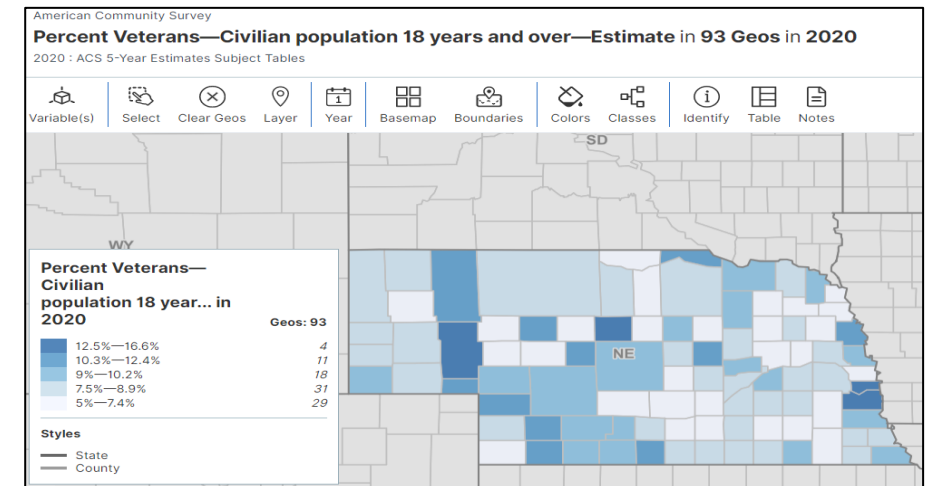 American Community Survey
Percent Veterans—Civilian population 18 years and over—Estimate in 93 Geos in 2020
2020 : ACS 5-Year Estimates Subject Tables
Variable(s) Select Clear Geos Layer Year Basemap Boundaries Colors Classes Identify Table Notes
1
SD
WY
NE
Percent Veterans—
Civilian
population 18 year... in
2020
Geos: 93
12.5%—16.6% 4
10.3%—12.4% 11
9%—10.2% 18
7.5%—8.9% 31
5%—7.4% 29
Styles
State
County